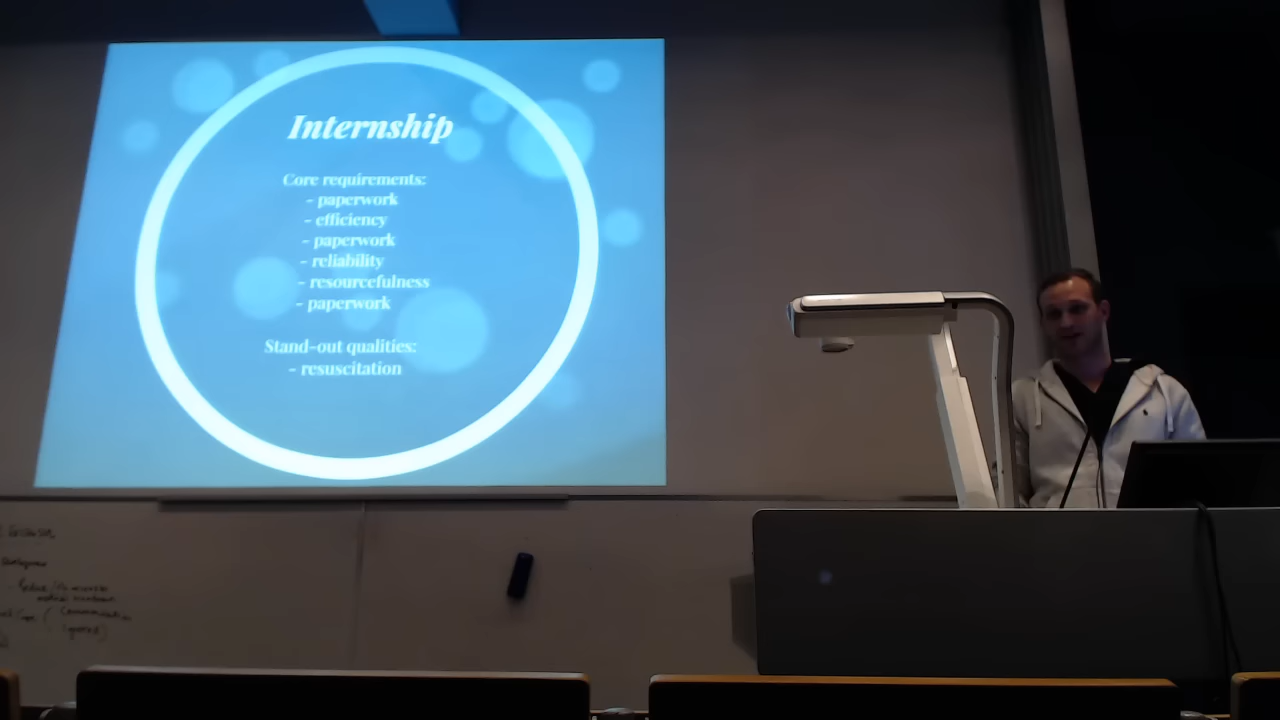 Internship
Core requirements:
- paperwork
- efficiency
- paperwork
- reliability
- resourcefulness
- paperwork
Stand-out qualities:
- resuscitation